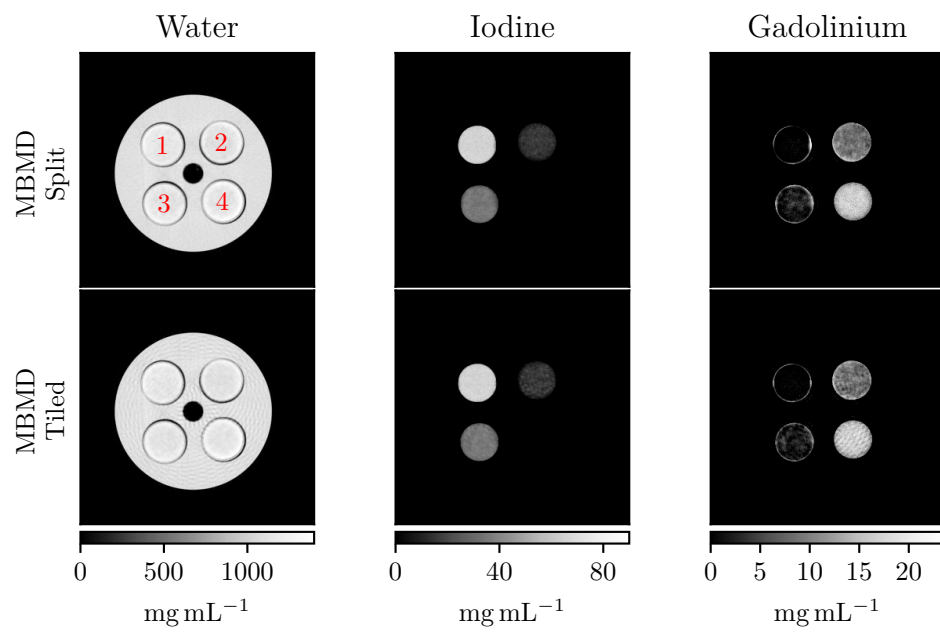 Water Iodine Gadolinium
MBMD
Split
1 2
3 4
MBMD
Tiled
0 500 1000 0 40 80 0 5 10 15 20
mg mL⁻¹ mg mL⁻¹ mg mL⁻¹